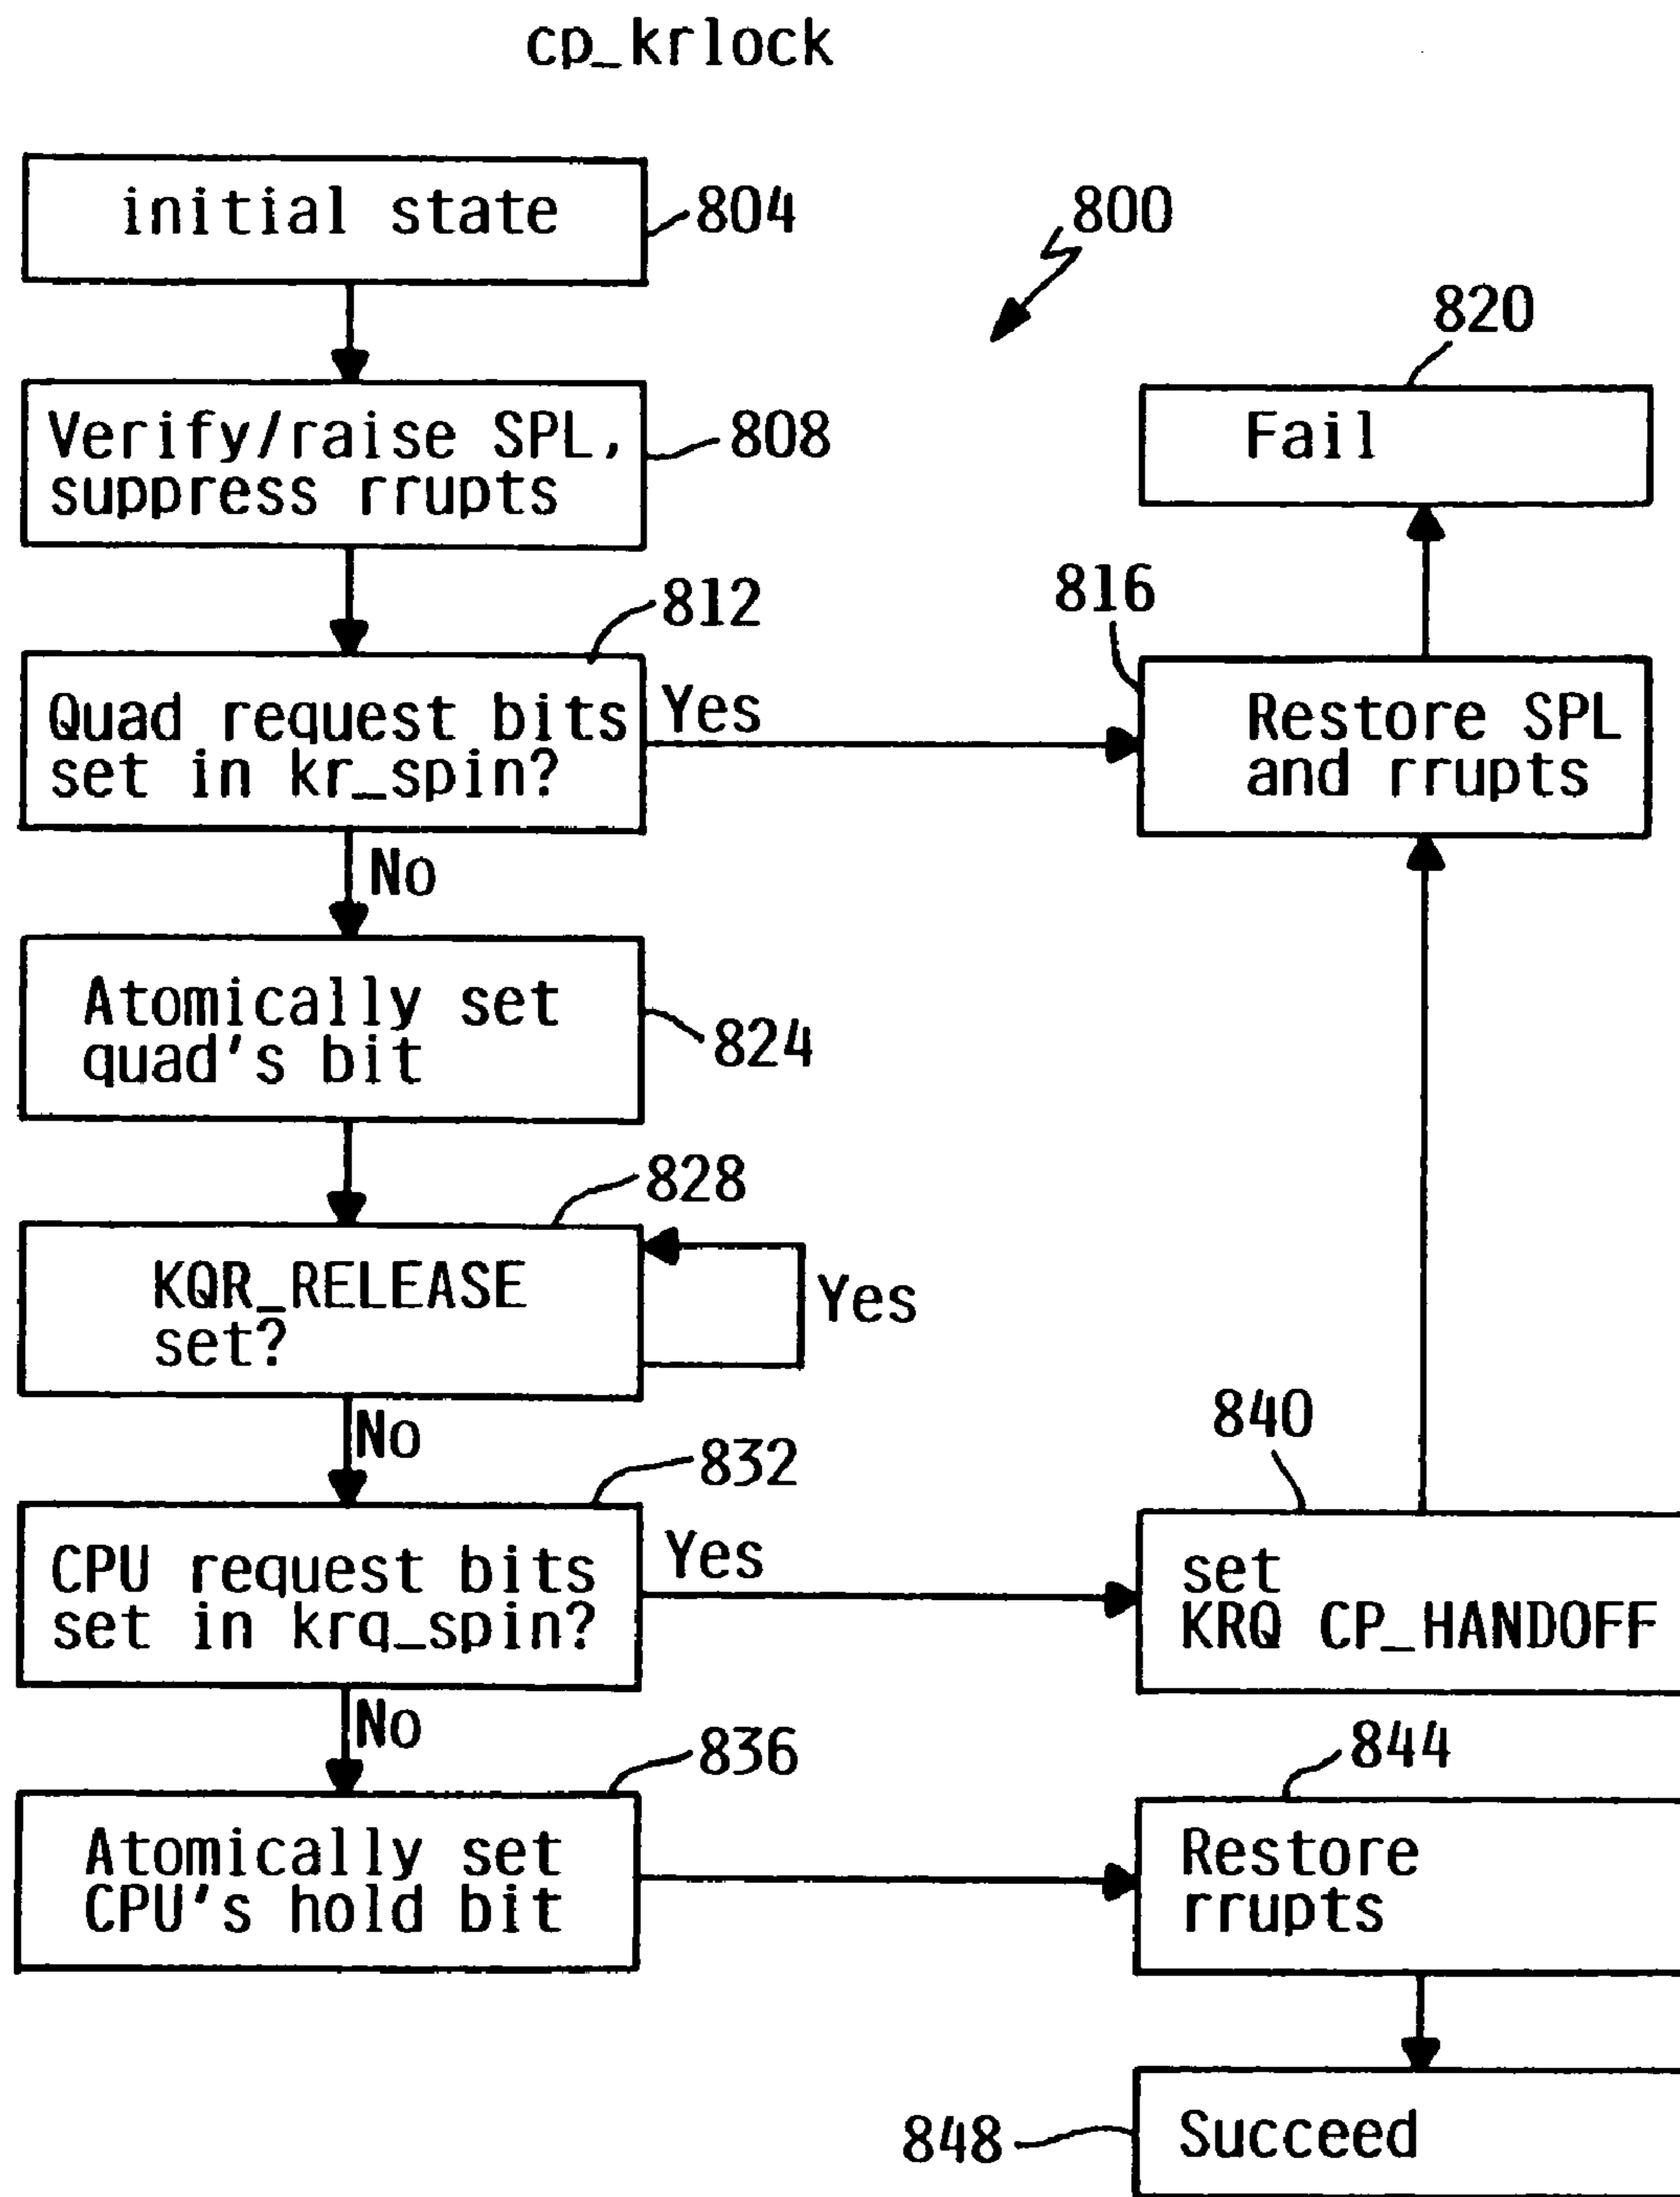 cp_krlock
initial state
804
800
820
Verify/raise SPL,
suppress rrupts
808
Fail
812
816
Quad request bits
set in kr_spin?
Yes
Restore SPL
and rrupts
No
Atomically set
quad's bit
824
828
KQR_RELEASE
set?
Yes
No
832
840
CPU request bits
set in krq_spin?
Yes
set
KRQ CP_HANDOFF
No
836
844
Atomically set
CPU's hold bit
Restore
rrupts
848
Succeed